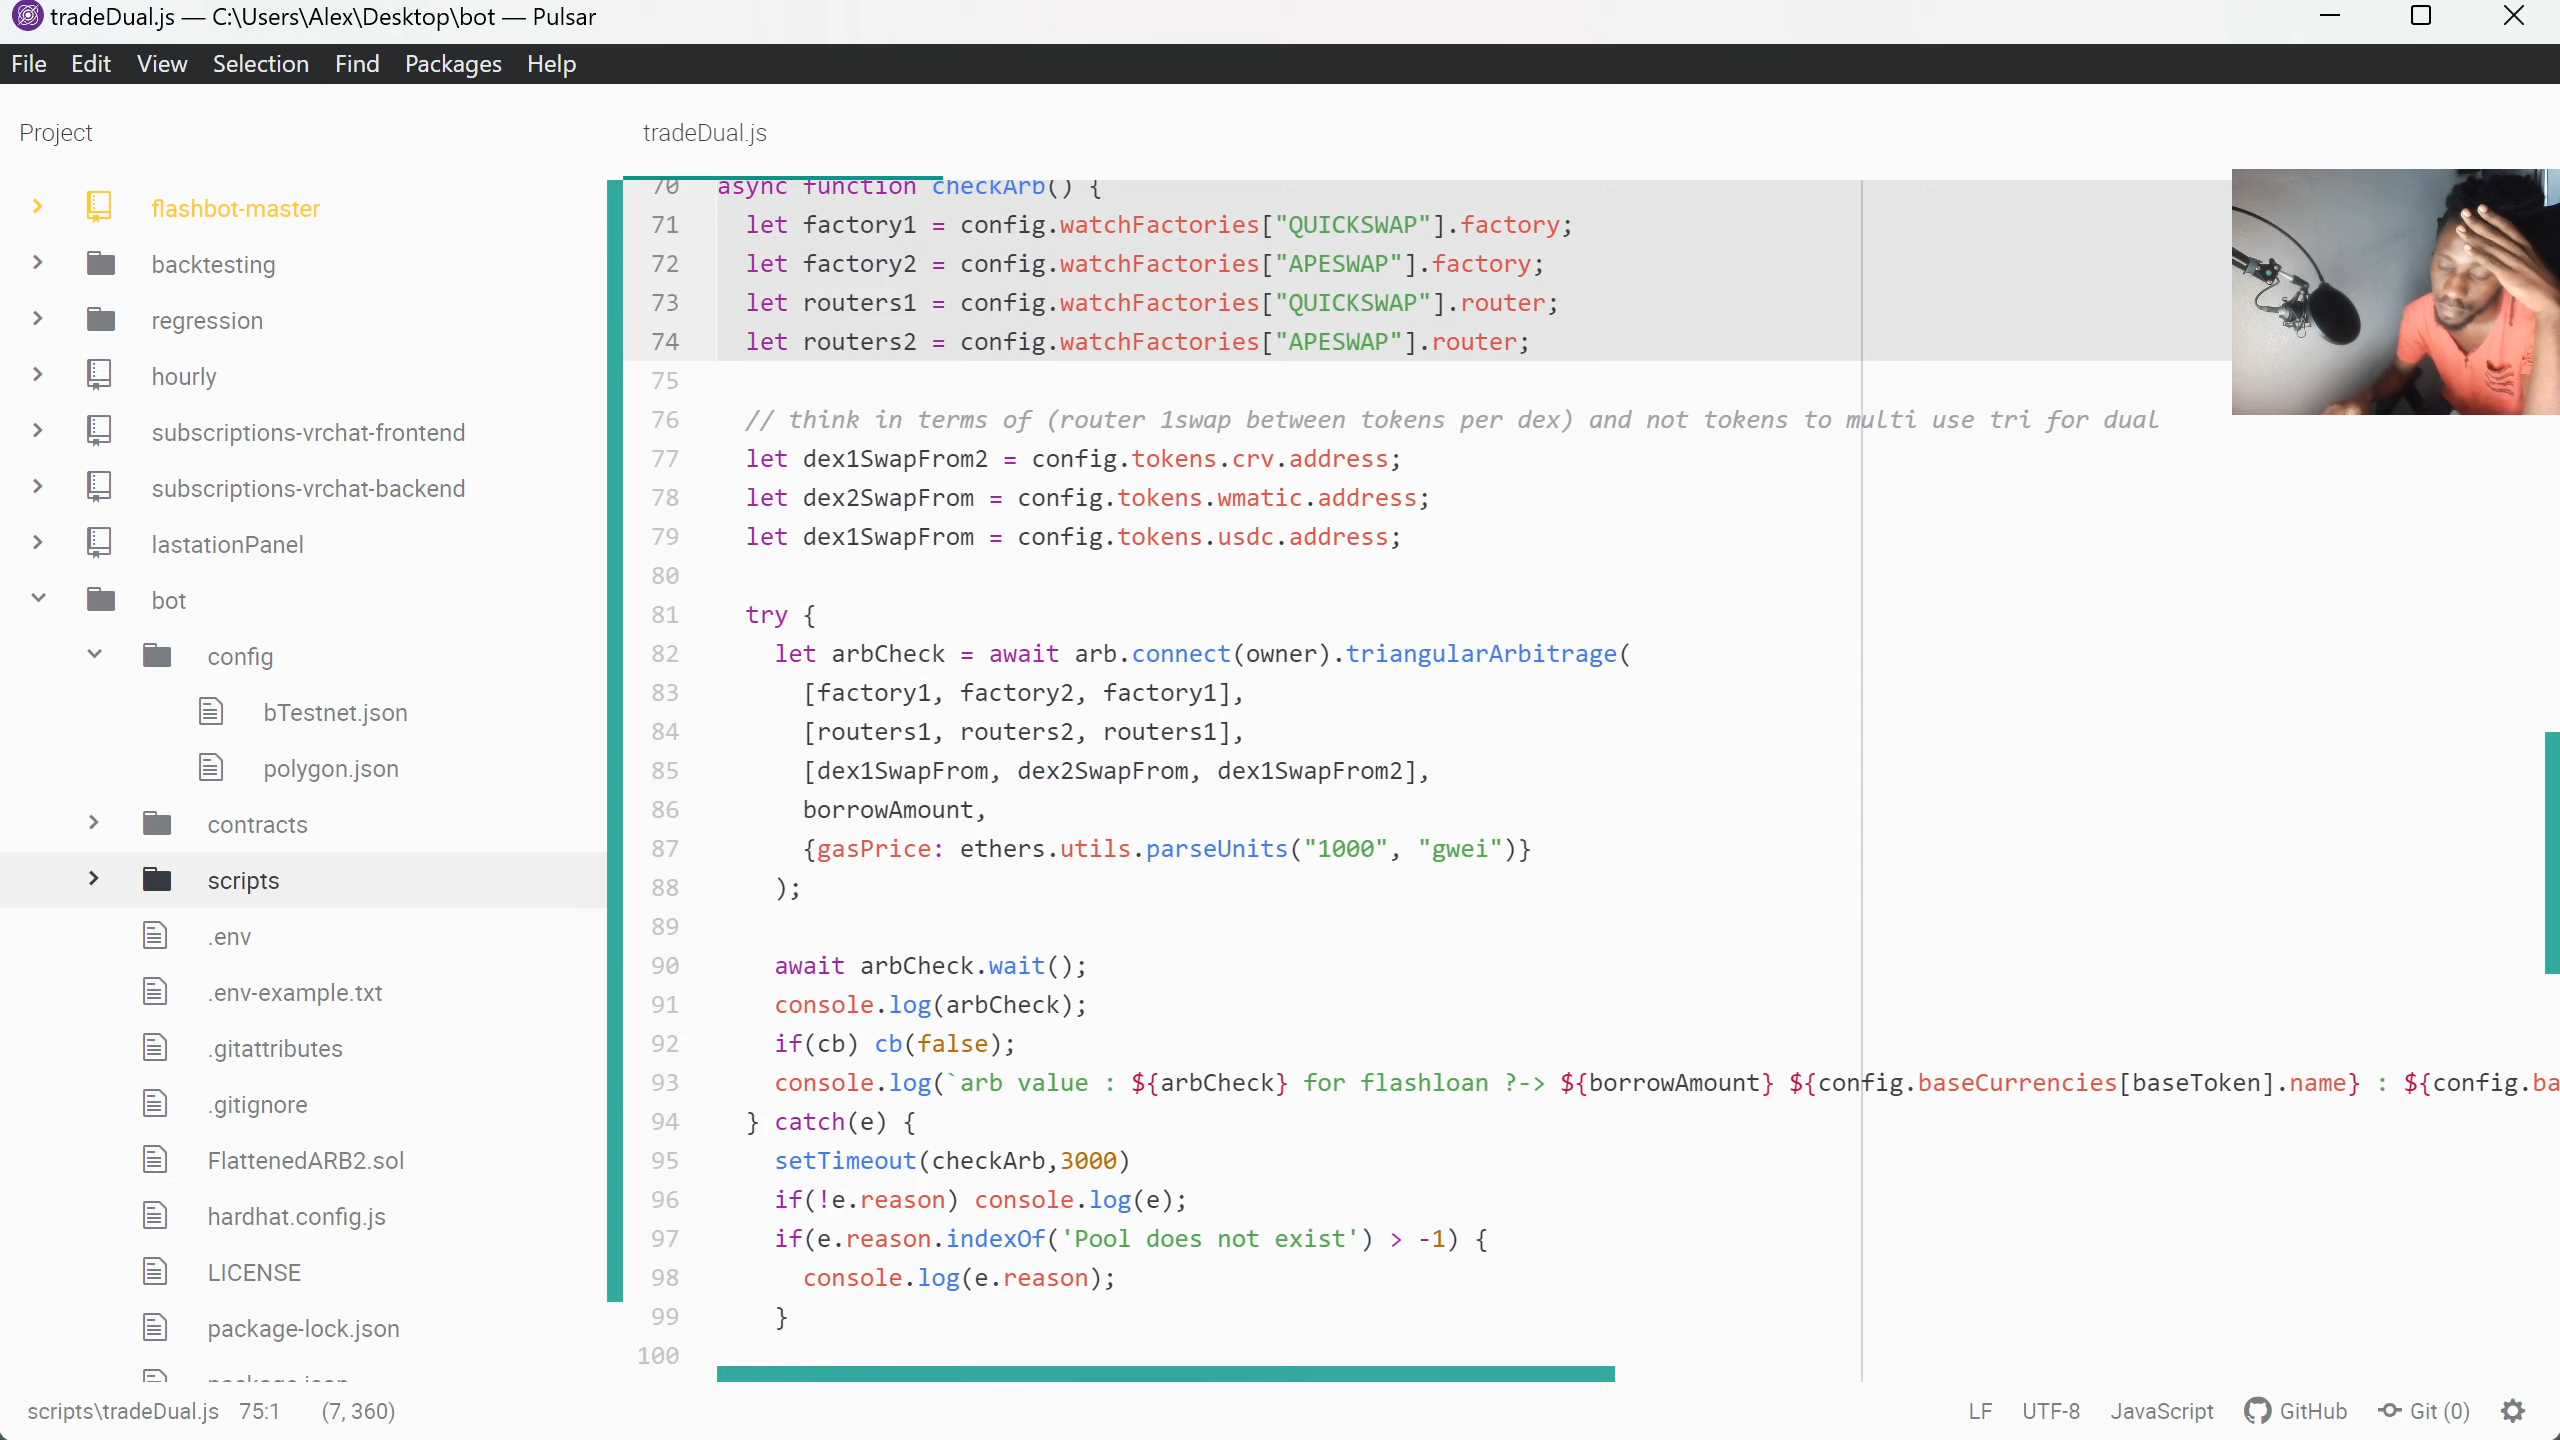 tradeDual.js — C:\Users\Alex\Desktop\bot — Pulsar
File Edit View Selection Find Packages Help
Project
flashbot-master
backtesting
regression
hourly
subscriptions-vrchat-frontend
subscriptions-vrchat-backend
lastationPanel
bot
config
bTestnet.json
polygon.json
contracts
scripts
.env
.env-example.txt
.gitattributes
.gitignore
FlattenedARB2.sol
hardhat.config.js
LICENSE
package-lock.json
package.json
tradeDual.js
70 async function checkArb() {
71 let factory1 = config.watchFactories["QUICKSWAP"].factory;
72 let factory2 = config.watchFactories["APESWAP"].factory;
73 let routers1 = config.watchFactories["QUICKSWAP"].router;
74 let routers2 = config.watchFactories["APESWAP"].router;
75
76 // think in terms of (router 1swap between tokens per dex) and not tokens to multi use tri for dual
77 let dex1SwapFrom2 = config.tokens.crv.address;
78 let dex2SwapFrom = config.tokens.wmatic.address;
79 let dex1SwapFrom = config.tokens.usdc.address;
80
81 try {
82 let arbCheck = await arb.connect(owner).triangularArbitrage(
83 [factory1, factory2, factory1],
84 [routers1, routers2, routers1],
85 [dex1SwapFrom, dex2SwapFrom, dex1SwapFrom2],
86 borrowAmount,
87 {gasPrice: ethers.utils.parseUnits("1000", "gwei")}
88 );
89
90 await arbCheck.wait();
91 console.log(arbCheck);
92 if(cb) cb(false);
93 console.log(`arb value : ${arbCheck} for flashloan ?-> ${borrowAmount} ${config.baseCurrencies[baseToken].name} : ${config.ba
94 } catch(e) {
95 setTimeout(checkArb,3000)
96 if(!e.reason) console.log(e);
97 if(e.reason.indexOf('Pool does not exist') > -1) {
98 console.log(e.reason);
99 }
100
scripts\tradeDual.js 75:1 (7, 360)
LF UTF-8 JavaScript GitHub Git (0)